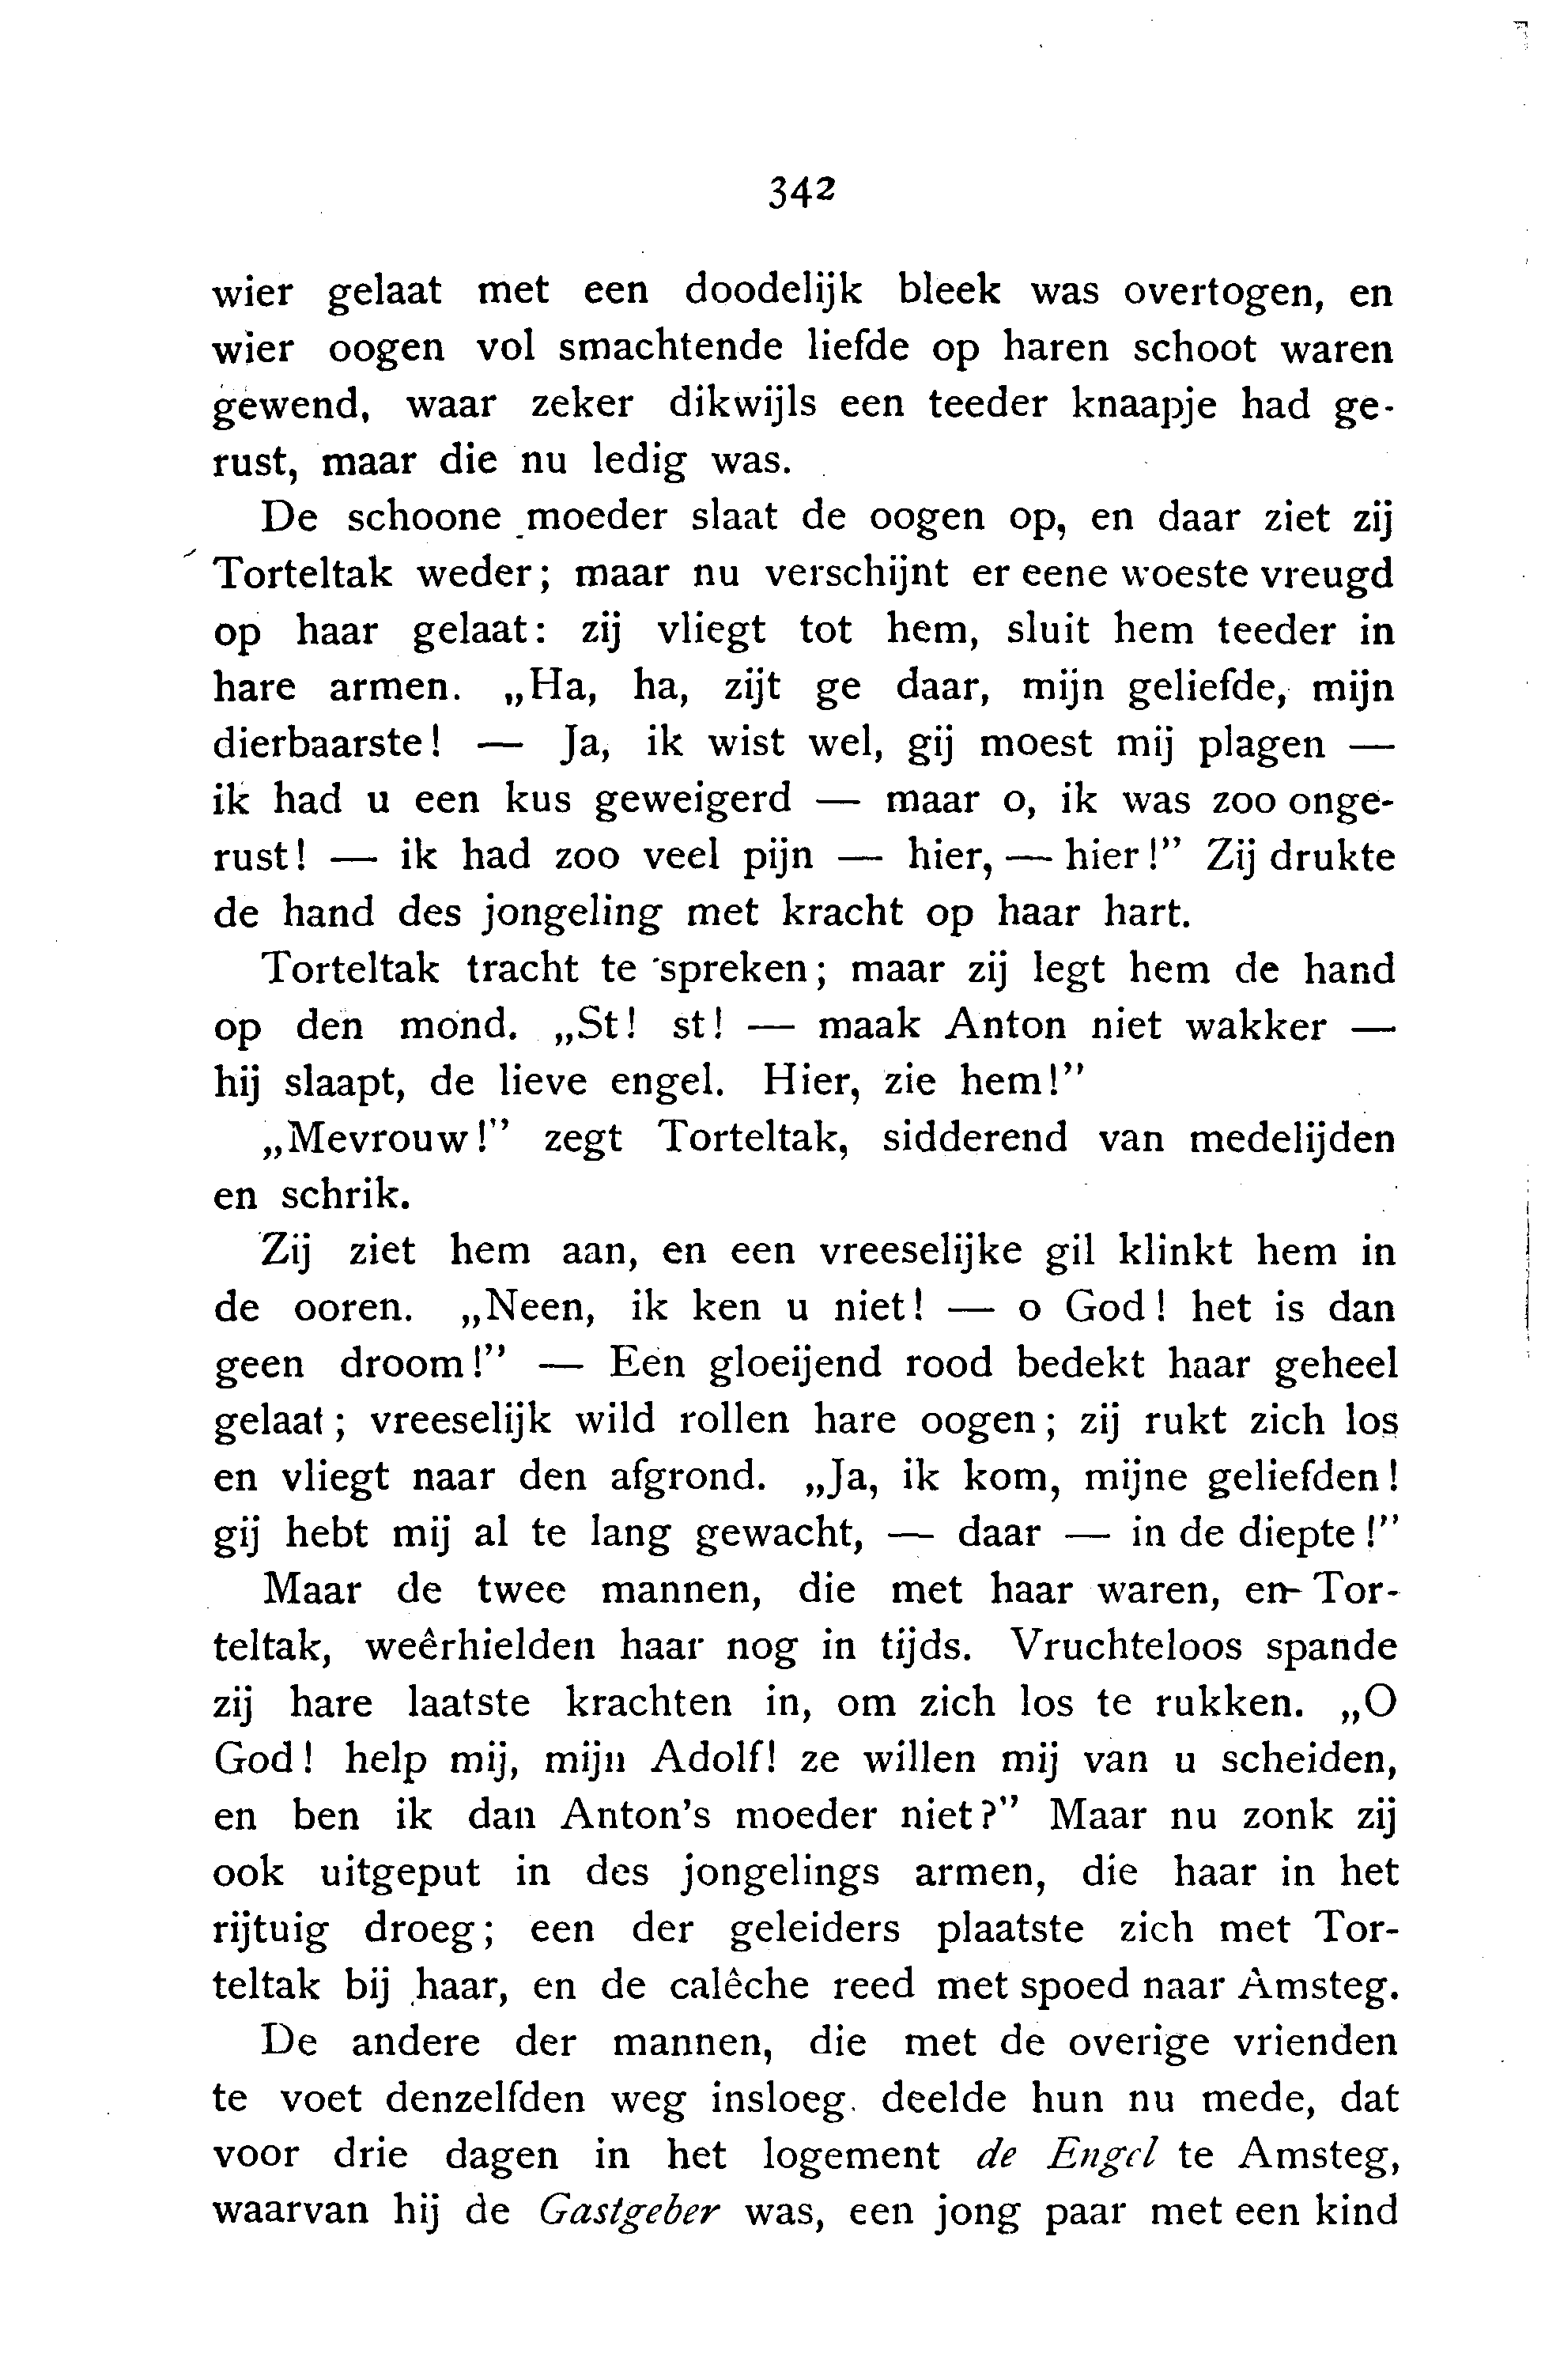 342
wier gelaat met een doodelijk bleek was overtogen, en
wier oogen vol smachtende liefde op haren schoot waren
gewend, waar zeker dikwijls een teeder knaapje had ge-
rust, maar die nu ledig was.
De schoone moeder slaat de oogen op, en daar ziet zij
Torteltak weder; maar nu verschijnt er eene woeste vreugd
op haar gelaat: zij vliegt tot hem, sluit hem teeder in
hare armen. „Ha, ha, zijt ge daar, mijn geliefde, mijn
dierbaarste! — Ja, ik wist wel, gij moest mij plagen —
ik had u een kus geweigerd — maar o, ik was zoo onge-
rust! — ik had zoo veel pijn — hier, — hier!” Zij drukte
de hand des jongeling met kracht op haar hart.
Torteltak tracht te spreken; maar zij legt hem de hand
op den mond. „St! st! — maak Anton niet wakker —
hij slaapt, de lieve engel. Hier, zie hem!”
„Mevrouw!” zegt Torteltak, sidderend van medelijden
en schrik.
Zij ziet hem aan, en een vreeselijke gil klinkt hem in
de ooren. „Neen, ik ken u niet! — o God! het is dan
geen droom!” — Een gloeijend rood bedekt haar geheel
gelaat; vreeselijk wild rollen hare oogen; zij rukt zich los
en vliegt naar den afgrond. „Ja, ik kom, mijne geliefden!
gij hebt mij al te lang gewacht, — daar — in de diepte!”
Maar de twee mannen, die met haar waren, en Tor-
teltak, weêrhielden haar nog in tijds. Vruchteloos spande
zij hare laatste krachten in, om zich los te rukken. „O
God! help mij, mijn Adolf! ze willen mij van u scheiden,
en ben ik dan Anton's moeder niet?” Maar nu zonk zij
ook uitgeput in des jongelings armen, die haar in het
rijtuig droeg; een der geleiders plaatste zich met Tor-
teltak bij haar, en de calêche reed met spoed naar Amsteg.
De andere der mannen, die met de overige vrienden
te voet denzelfden weg insloeg, deelde hun nu mede, dat
voor drie dagen in het logement de Engel te Amsteg,
waarvan hij de Gastgeber was, een jong paar met een kind